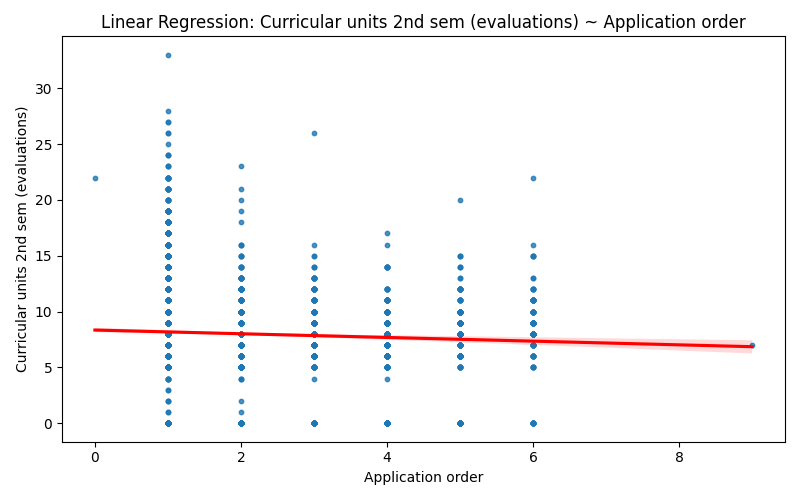 Linear Regression: Curricular units 2nd sem (evaluations) ~ Application order
Curricular units 2nd sem (evaluations)
30
25
20
15
10
5
0
0 2 4 6 8
Application order